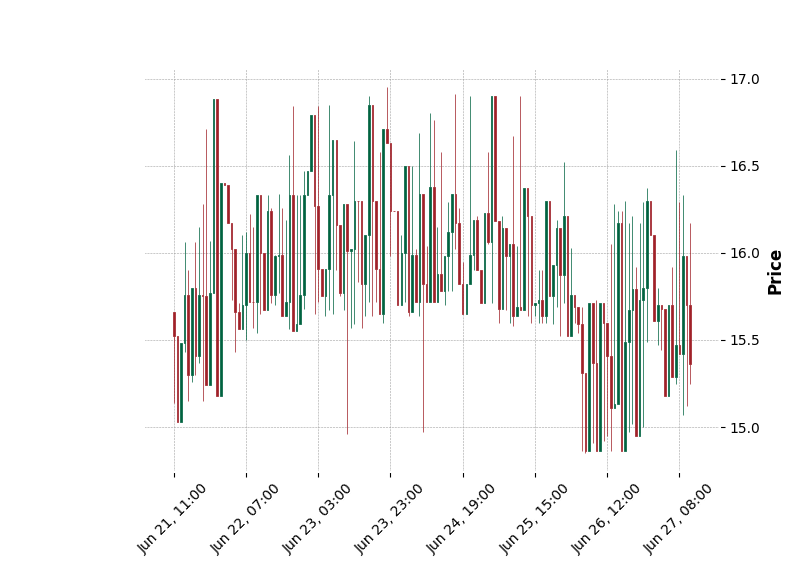 17.0
16.5
16.0
15.5
15.0
Price
Jun 21, 11:00
Jun 22, 07:00
Jun 23, 03:00
Jun 23, 23:00
Jun 24, 19:00
Jun 25, 15:00
Jun 26, 12:00
Jun 27, 08:00